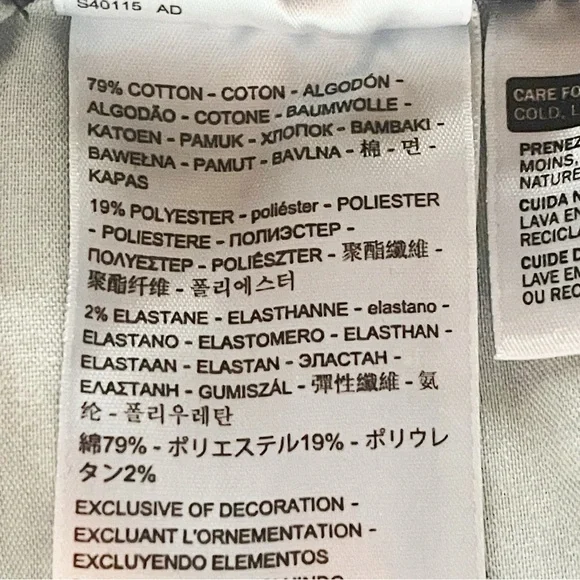 S40115 AD
79% COTTON - COTON - ALGODÓN -
ALGODÃO - COTONE - BAUMWOLLE -
KATOEN - PAMUK - ХЛОПОК - BAMBAKI -
BAWEŁNA - PAMUT - BAVLNA - 棉 - 면 -
KAPAS
19% POLYESTER - poliéster - POLIESTER
- POLIESTERE - ПОЛИЭСТЕР -
ΠΟΛΥΕΣΤΕΡ - POLIÉSZTER - 聚酯纖維 -
聚酯纤维 - 폴리에스터
2% ELASTANE - ELASTHANNE - elastano -
ELASTANO - ELASTOMERO - ELASTHAN -
ELASTAAN - ELASTAN - ЭЛАСТАН -
ΕΛΑΣΤΑΝΗ - GUMISZÁL - 彈性纖維 - 氨
纶 - 폴리우레탄
綿79% - ポリエステル19% - ポリウレ
タン2%
EXCLUSIVE OF DECORATION -
EXCLUANT L'ORNEMENTATION -
EXCLUYENDO ELEMENTOS
CARE FO
COLD, L
PRENEZ
MOINS,
NATURE
CUIDA N
LAVA EN
RECICLA
CUIDE D
LAVE EM
OU REC